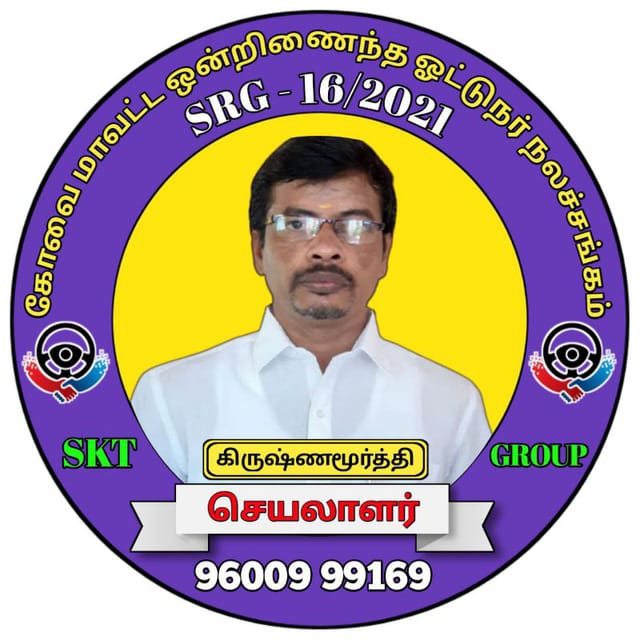 கோவை மாவட்ட ஒன்றிணைந்த ஓட்டுநர் நலச்சங்கம்
SRG - 16/2021
SKT GROUP
கிருஷ்ணமூர்த்தி
செயலாளர்
96009 99169